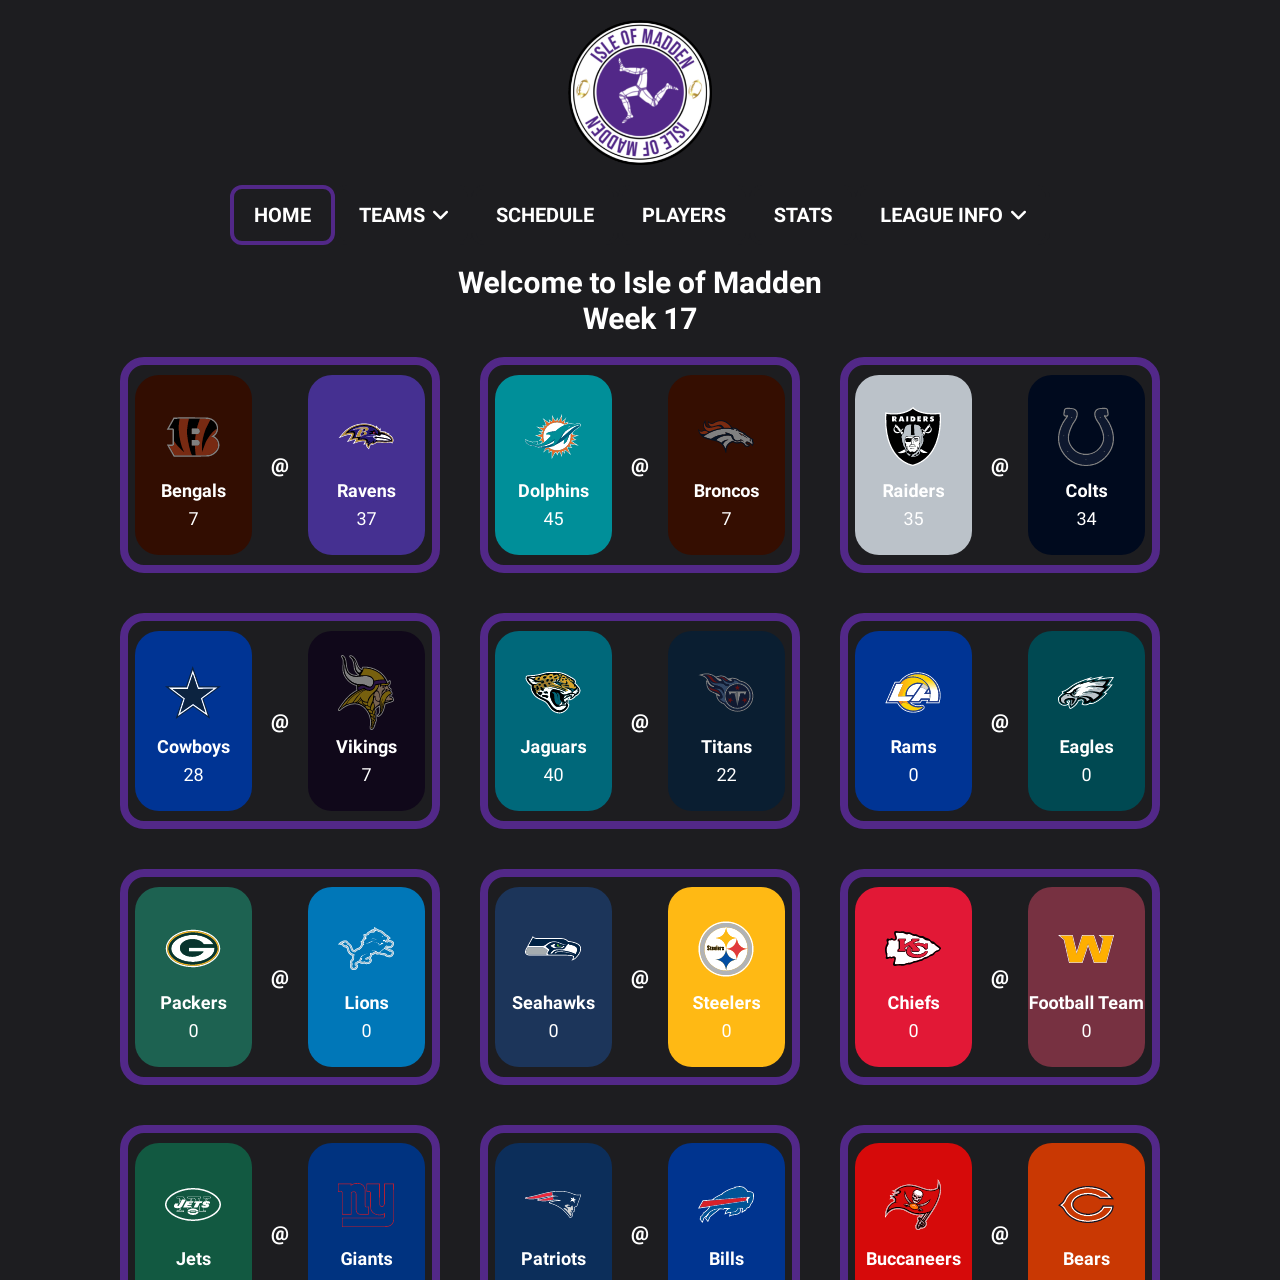 ISLE OF MADDEN
ISLE OF MADDEN
HOME TEAMS SCHEDULE PLAYERS STATS LEAGUE INFO
Welcome to Isle of Madden
Week 17
RAIDERS
Bengals @ Ravens Dolphins @ Broncos Raiders @ Colts
7 37 45 7 35 34
Cowboys @ Vikings Jaguars @ Titans Rams @ Eagles
28 7 40 22 0 0
Steelers
Packers @ Lions Seahawks @ Steelers Chiefs @ Football Team
0 0 0 0 0 0
JETS
Jets @ Giants Patriots @ Bills Buccaneers @ Bears